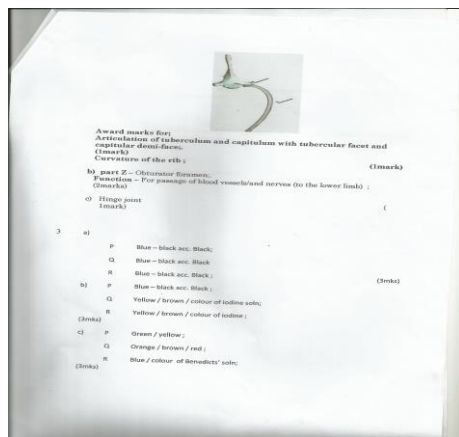 Award marks for;
Articulation of tuberculum and capitulum with tubercular facet and
capitular demi-face;.
(1mark)
Curvature of the rib ;
(1mark)
b) part Z – Obturator foramen;.
Function – For passage of blood vessels/and nerves (to the lower limb) ;
(2marks)
c) Hinge joint
1mark) (
3 a)
P Blue – black acc. Black;
Q Blue – black acc. Black
R Blue – black acc. Black ;
(3mks)
b) P Blue – black acc. Black ;
Q Yellow / brown / colour of iodine soln;
R Yellow / brown / colour of iodine ;
(3mks)
c) P Green / yellow ;
Q Orange / brown / red ;
R Blue / colour of Benedicts' soln;
(3mks)